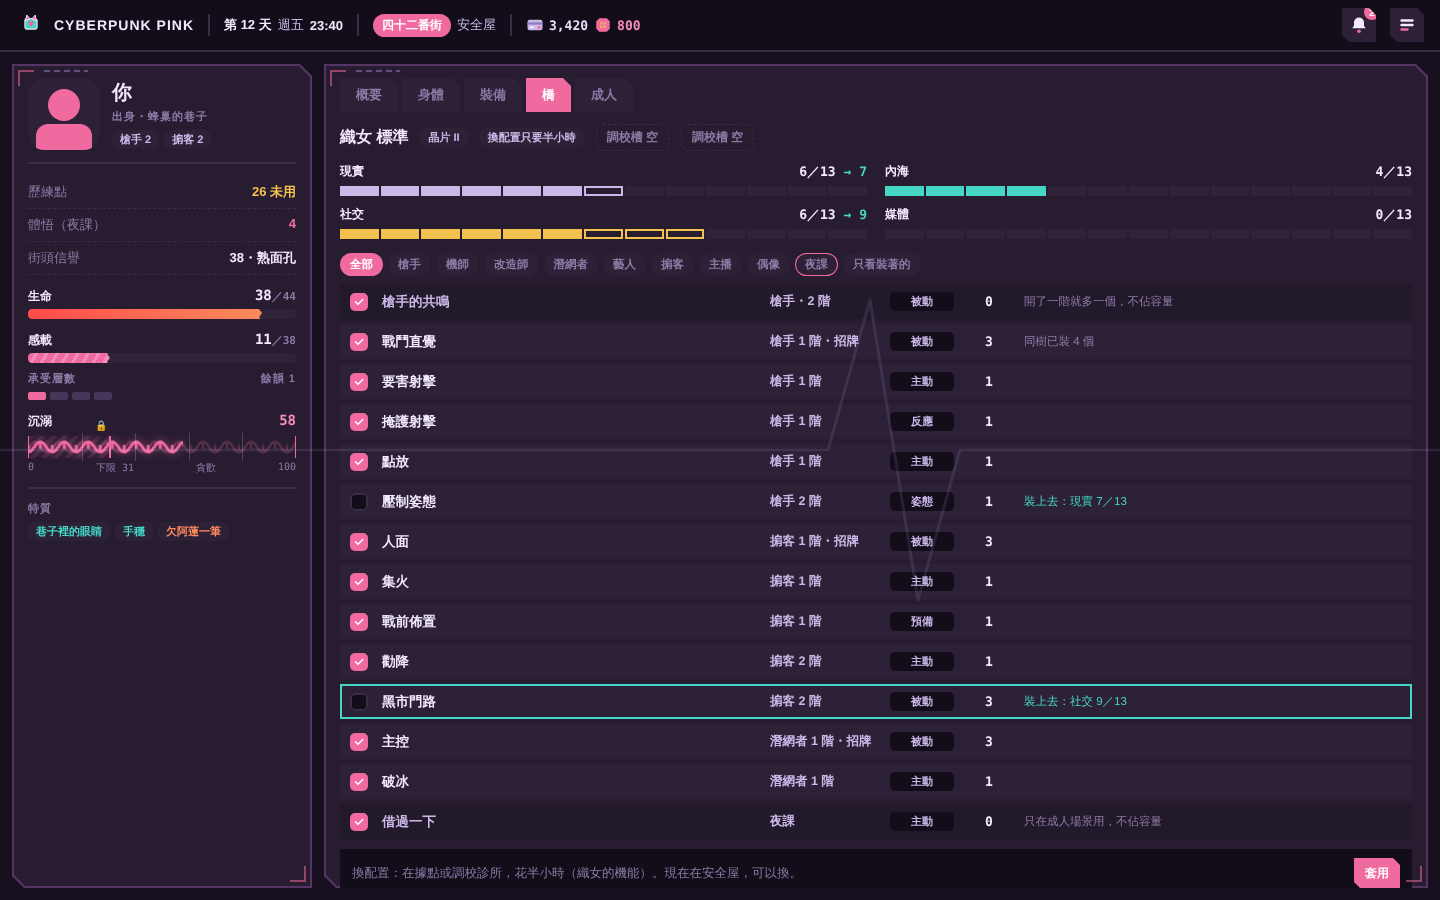 CYBERPUNK PINK 第 12 天 週五 23:40 四十二番街 安全屋 3,420 800
你
出身・蜂巢的巷子
槍手 2 掮客 2
歷練點 26 未用
體悟（夜課） 4
街頭信譽 38・熟面孔
生命 38／44
感載 11／38
承受層數 餘韻 1
沉溺 58
0 下限 31 貪歡 100
特質
巷子裡的眼睛 手穩 欠阿蓮一筆
概要 身體 裝備 橋 成人
織女 標準 晶片 II 換配置只要半小時 調校槽 空 調校槽 空
現實 6／13 → 7 內海 4／13
社交 6／13 → 9 媒體 0／13
全部 槍手 機師 改造師 潛網者 藝人 掮客 主播 偶像 夜課 只看裝著的
槍手的共鳴 槍手・2 階 被動 0 開了一階就多一個，不佔容量
戰鬥直覺 槍手 1 階・招牌 被動 3 同樹已裝 4 個
要害射擊 槍手 1 階 主動 1
掩護射擊 槍手 1 階 反應 1
點放 槍手 1 階 主動 1
壓制姿態 槍手 2 階 姿態 1 裝上去：現實 7／13
人面 掮客 1 階・招牌 被動 3
集火 掮客 1 階 主動 1
戰前佈置 掮客 1 階 預備 1
勸降 掮客 2 階 主動 1
黑市門路 掮客 2 階 被動 3 裝上去：社交 9／13
主控 潛網者 1 階・招牌 被動 3
破冰 潛網者 1 階 主動 1
借過一下 夜課 主動 0 只在成人場景用，不佔容量
換配置：在據點或調校診所，花半小時（織女的機能）。現在在安全屋，可以換。 套用